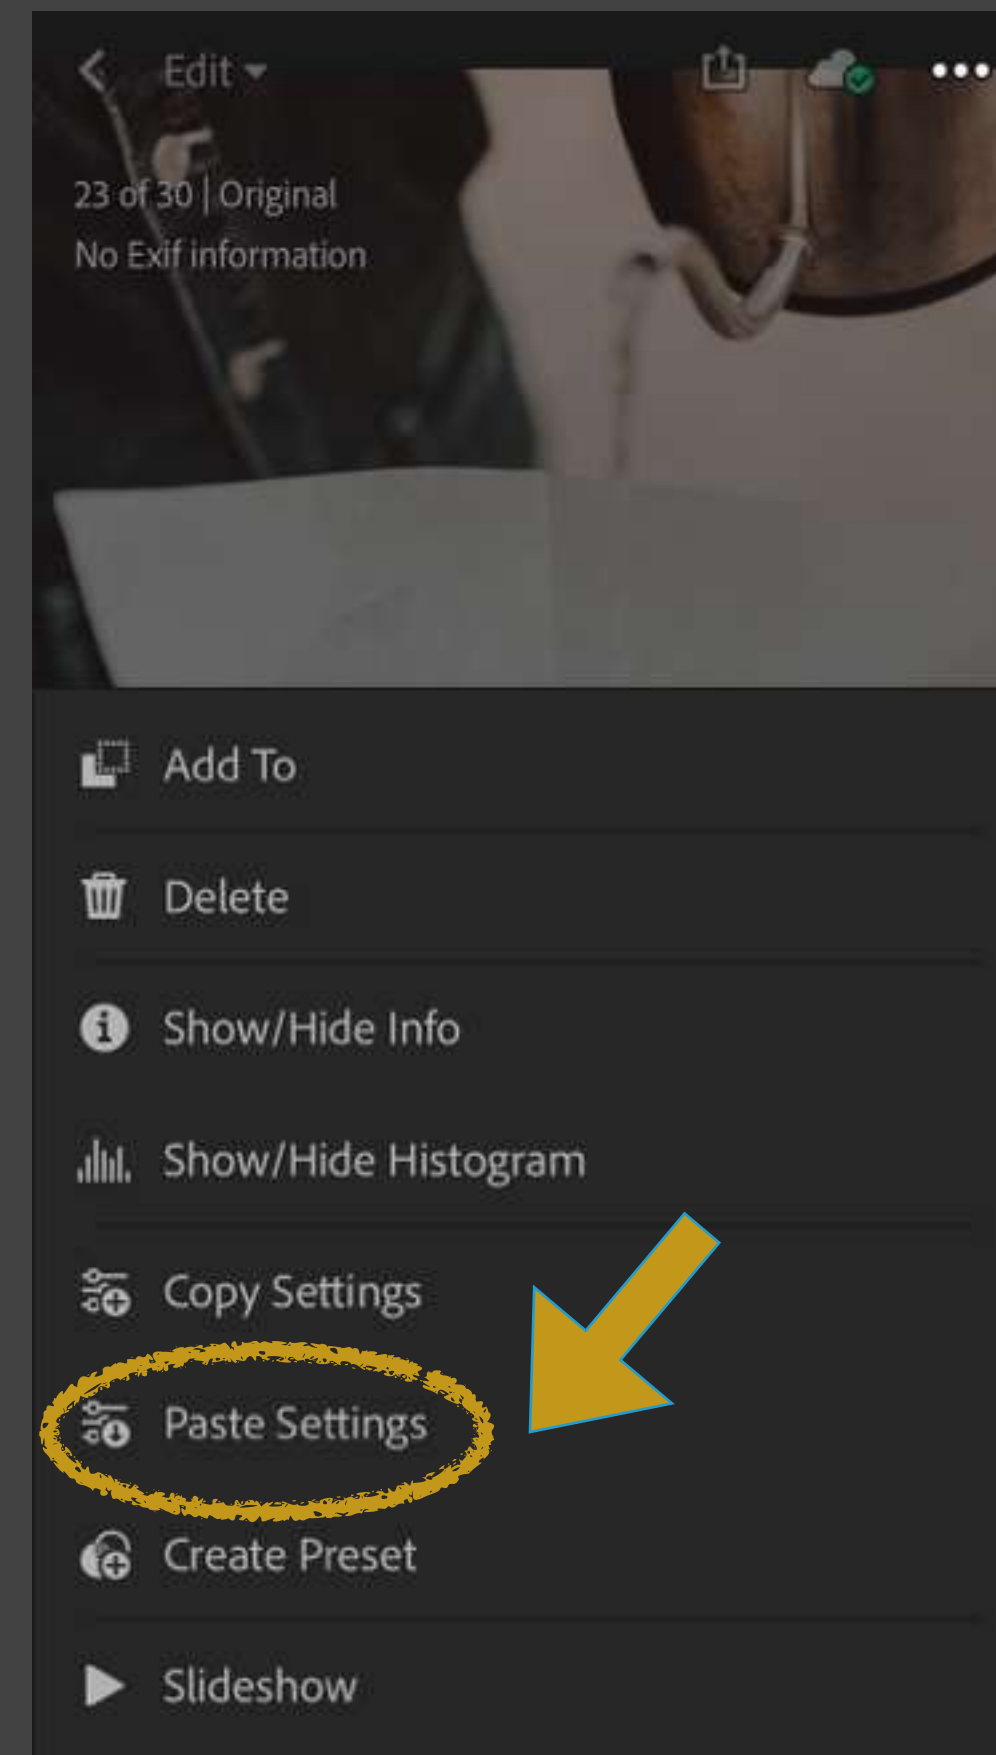 Edit
23 of 30 | Original
No Exif information
Add To
Delete
Show/Hide Info
Show/Hide Histogram
Copy Settings
Paste Settings
Create Preset
Slideshow